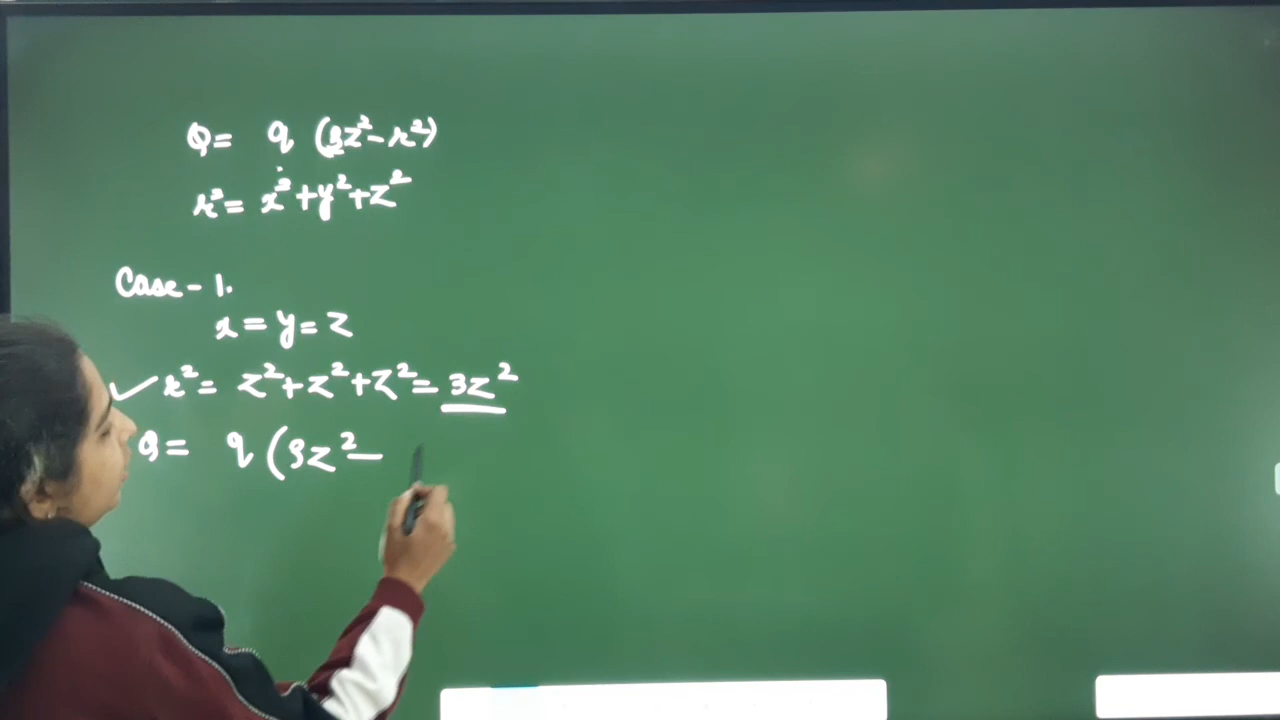 Q = q (3z² - r²)
r² = x² + y² + z²
Case - 1.
x = y = z
✓ r² = z² + z² + z² = 3z²
Q = q (3z² -